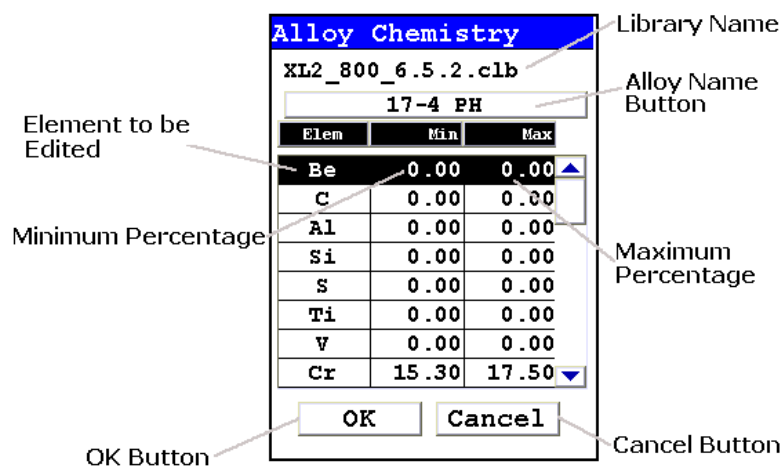 Alloy Chemistry
Library Name
XL2_800_6.5.2.clb
Alloy Name
Button
17-4 PH
Element to be
Edited
Elem Min Max
Be 0.00 0.00
C 0.00 0.00
Al 0.00 0.00
Minimum Percentage
Si 0.00 0.00
Maximum
Percentage
S 0.00 0.00
Ti 0.00 0.00
V 0.00 0.00
Cr 15.30 17.50
OK Cancel
OK Button
Cancel Button